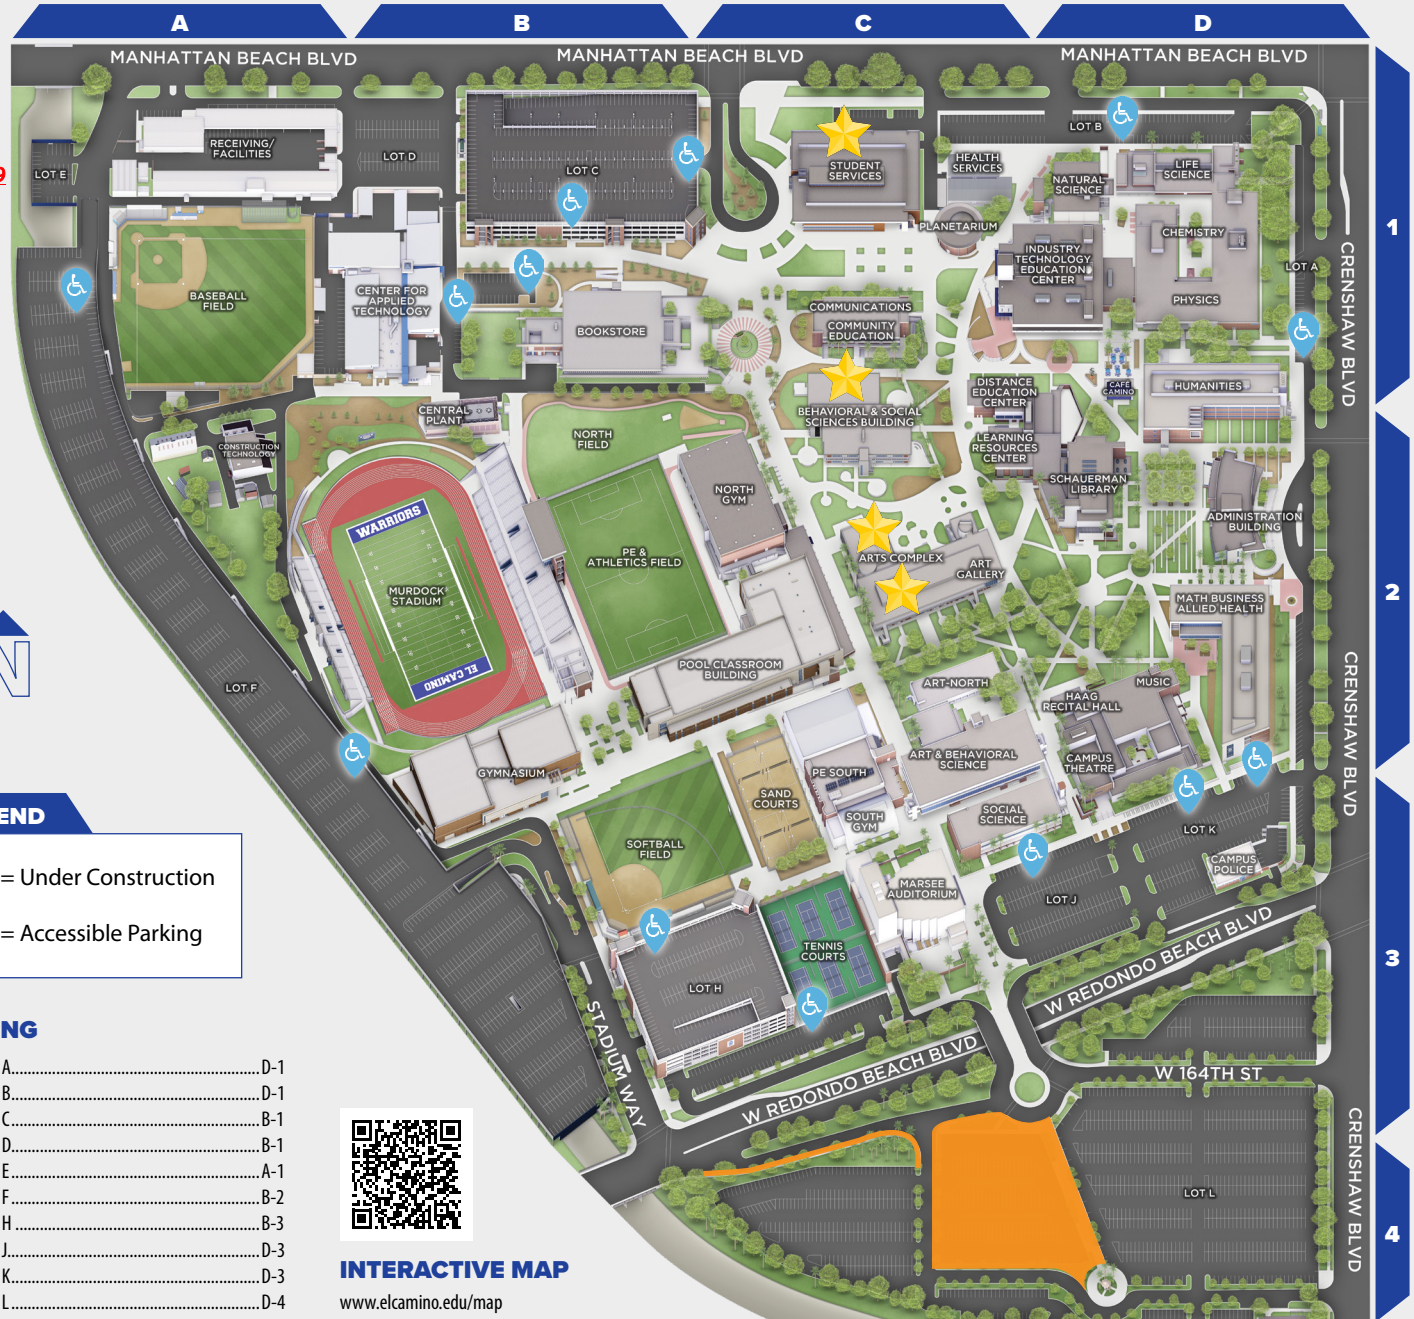 A
B
C
D
MANHATTAN BEACH BLVD
MANHATTAN BEACH BLVD
MANHATTAN BEACH BLVD
1
2
3
4
9
RECEIVING/
FACILITIES
LOT D
LOT C
LOT E
STUDENT
SERVICES
HEALTH
SERVICES
LOT B
NATURAL
SCIENCE
LIFE
SCIENCE
PLANETARIUM
CHEMISTRY
INDUSTRY
TECHNOLOGY
EDUCATION
CENTER
LOT A
PHYSICS
CRENSHAW BLVD
BASEBALL
FIELD
CENTER FOR
APPLIED
TECHNOLOGY
BOOKSTORE
COMMUNICATIONS
COMMUNITY
EDUCATION
DISTANCE
EDUCATION
CENTER
CAFÉ
CAMINO
HUMANITIES
CENTRAL
PLANT
BEHAVIORAL & SOCIAL
SCIENCES BUILDING
CONSTRUCTION
TECHNOLOGY
NORTH
FIELD
LEARNING
RESOURCES
CENTER
SCHAUERMAN
LIBRARY
NORTH
GYM
ADMINISTRATION
BUILDING
WARRIORS
MURDOCK
STADIUM
EL CAMINO
PE &
ATHLETICS FIELD
ARTS COMPLEX
ART
GALLERY
MATH BUSINESS
ALLIED HEALTH
N
LOT F
POOL CLASSROOM
BUILDING
ART-NORTH
MUSIC
HAAG
RECITAL HALL
CRENSHAW BLVD
GYMNASIUM
PE SOUTH
ART & BEHAVIORAL
SCIENCE
CAMPUS
THEATRE
SAND
COURTS
SOUTH
GYM
SOCIAL
SCIENCE
LOT K
SOFTBALL
FIELD
CAMPUS
POLICE
MARSEE
AUDITORIUM
LOT J
TENNIS
COURTS
LOT H
W REDONDO BEACH BLVD
STADIUM WAY
W REDONDO BEACH BLVD
W 164TH ST
LOT L
CRENSHAW BLVD
END
= Under Construction
= Accessible Parking
NG
A D-1
B D-1
C B-1
D B-1
E A-1
F B-2
H B-3
J D-3
K D-3
L D-4
INTERACTIVE MAP
www.elcamino.edu/map